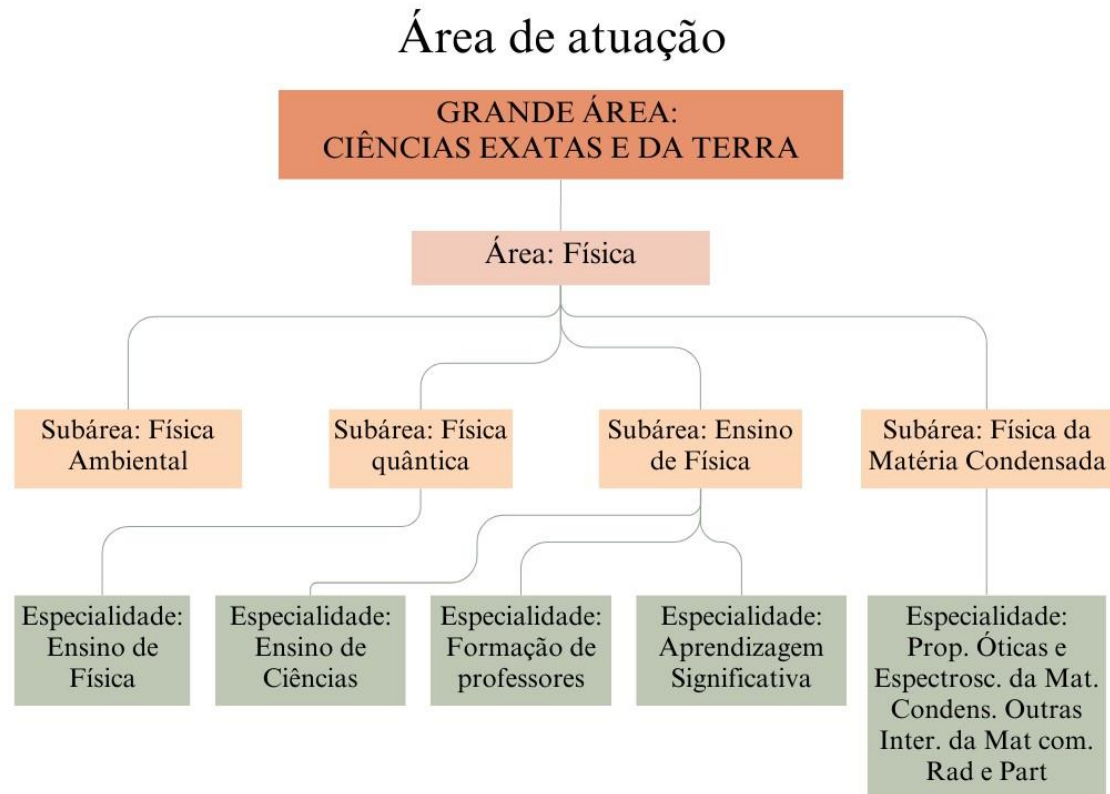 Área de atuação
GRANDE ÁREA:
CIÊNCIAS EXATAS E DA TERRA
Área: Física
Subárea: Física
Ambiental
Subárea: Física
quântica
Subárea: Ensino
de Física
Subárea: Física da
Matéria Condensada
Especialidade:
Ensino de
Física
Especialidade:
Ensino de
Ciências
Especialidade:
Formação de
professores
Especialidade:
Aprendizagem
Significativa
Especialidade:
Prop. Óticas e
Espectrosc. da Mat.
Condens. Outras
Inter. da Mat com.
Rad e Part